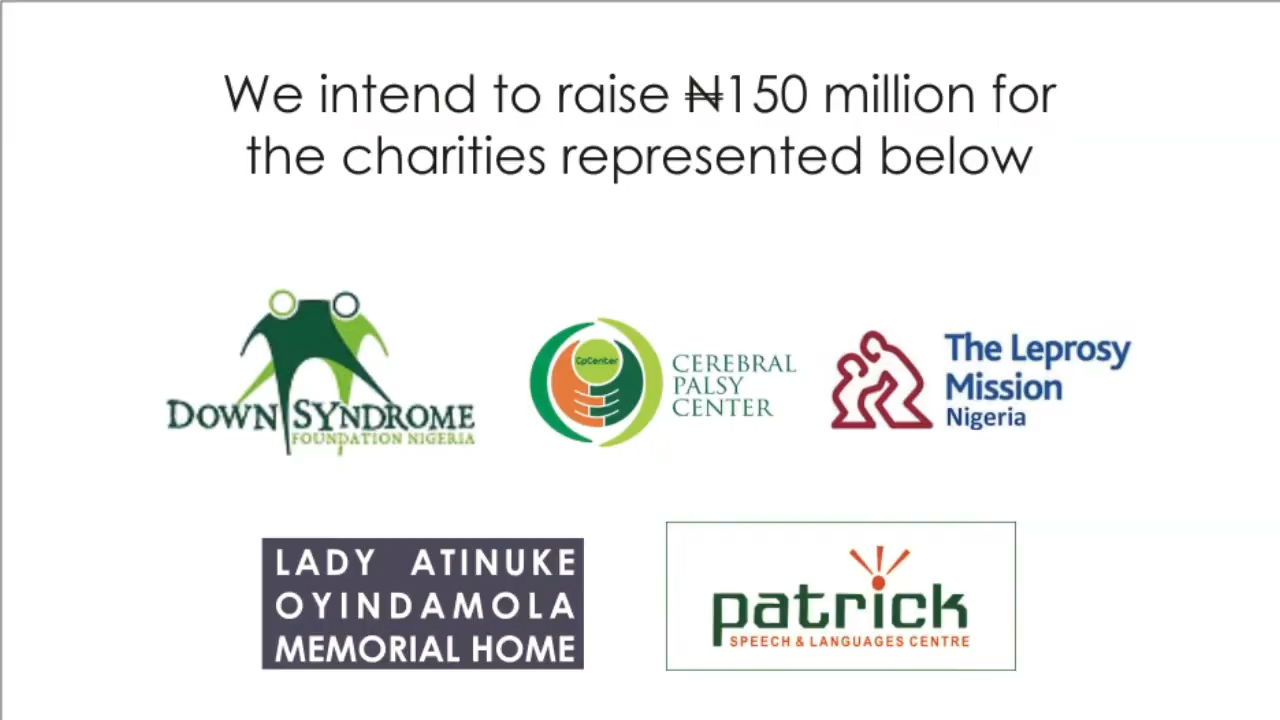 We intend to raise ₦150 million for
the charities represented below
DOWN SYNDROME
FOUNDATION NIGERIA
CpCenter
CEREBRAL
PALSY
CENTER
The Leprosy
Mission
Nigeria
LADY ATINUKE
OYINDAMOLA
MEMORIAL HOME
patrick
SPEECH & LANGUAGES CENTRE